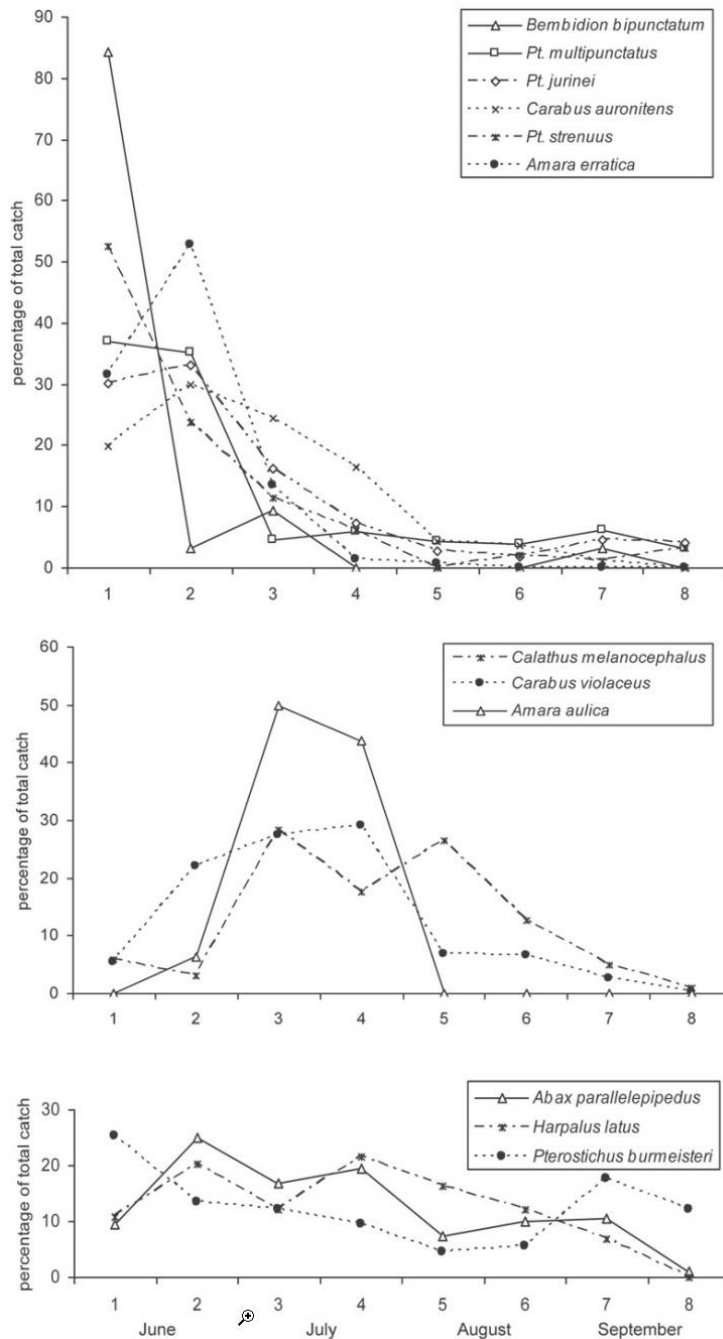 90
80
70
60
50
40
30
20
10
0
percentage of total catch
Bembidion bipunctatum
Pt. multipunctatus
Pt. jurinei
Carabus auronitens
Pt. strenuus
Amara erratica
1 2 3 4 5 6 7 8
60
50
40
30
20
10
0
percentage of total catch
Calathus melanocephalus
Carabus violaceus
Amara aulica
1 2 3 4 5 6 7 8
30
20
10
0
percentage of total catch
Abax parallelepipedus
Harpalus latus
Pterostichus burmeisteri
1 2 3 4 5 6 7 8
June July August September